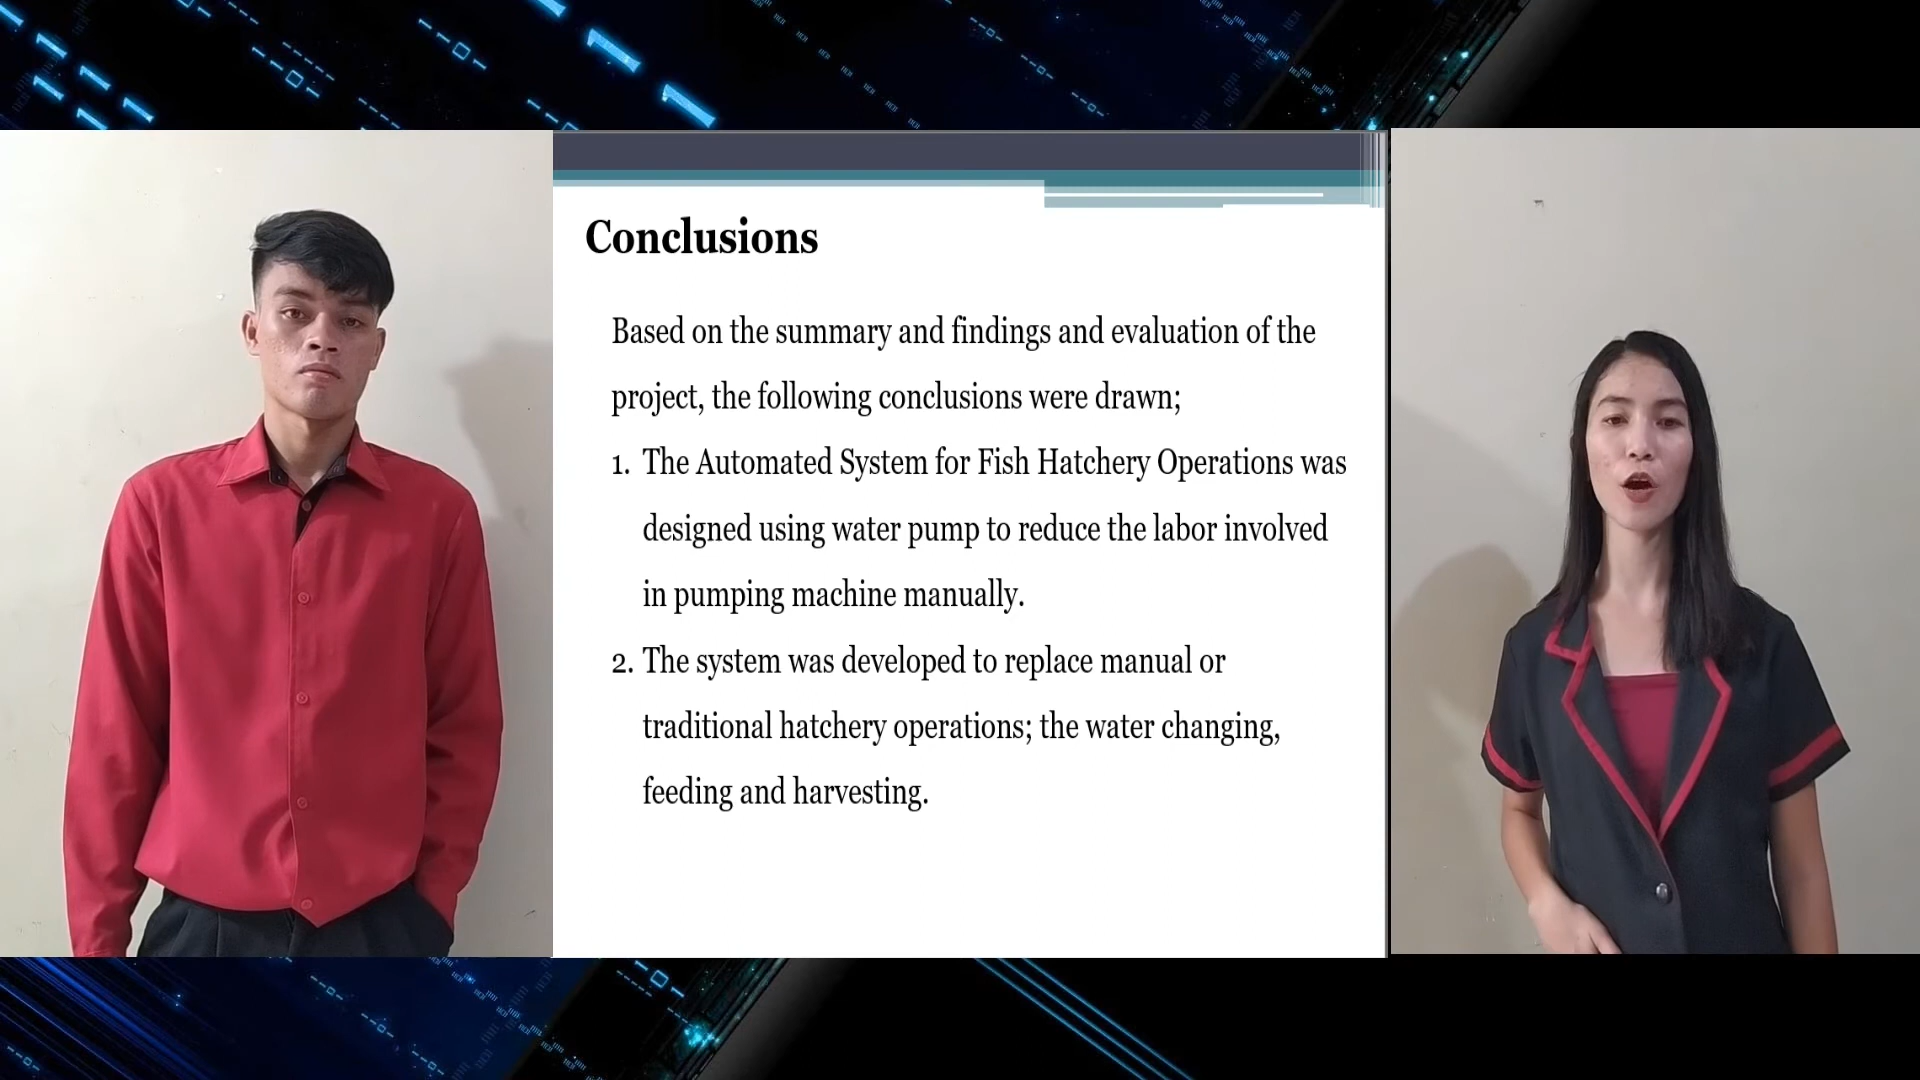 Conclusions
Based on the summary and findings and evaluation of the
project, the following conclusions were drawn;
1. The Automated System for Fish Hatchery Operations was
designed using water pump to reduce the labor involved
in pumping machine manually.
2. The system was developed to replace manual or
traditional hatchery operations; the water changing,
feeding and harvesting.